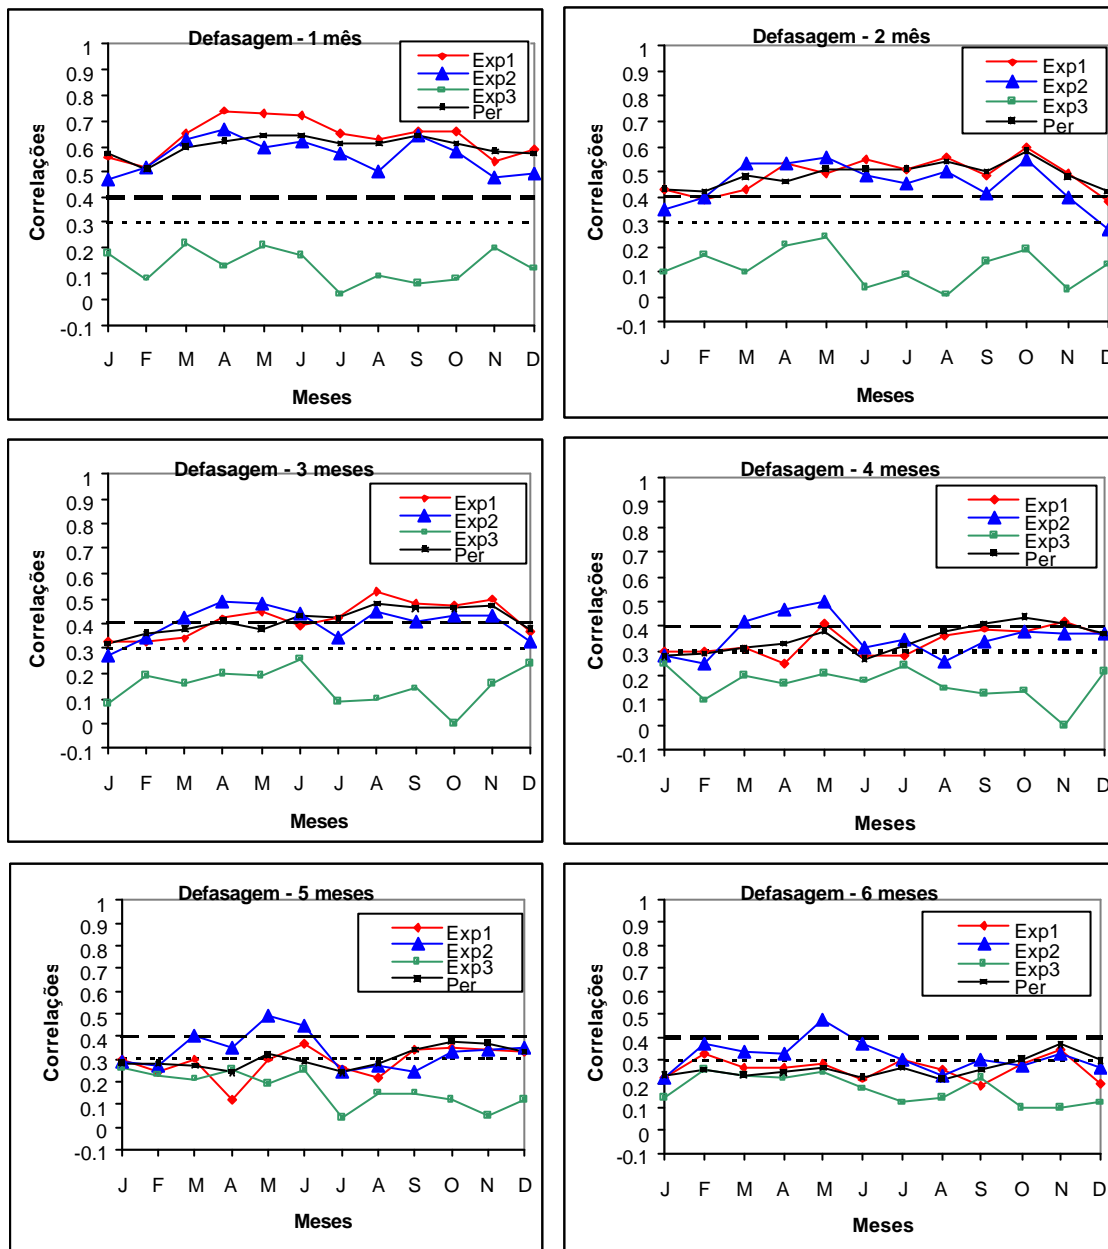 Defasagem - 1 mês
Exp1
Exp2
Exp3
Per
Correlações
1
0.9
0.8
0.7
0.6
0.5
0.4
0.3
0.2
0.1
0
-0.1
J F M A M J J A S O N D
Meses
Defasagem - 2 mês
Exp1
Exp2
Exp3
Per
Correlações
1
0.9
0.8
0.7
0.6
0.5
0.4
0.3
0.2
0.1
0
-0.1
J F M A M J J A S O N D
Meses
Defasagem - 3 meses
Exp1
Exp2
Exp3
Per
Correlações
1
0.9
0.8
0.7
0.6
0.5
0.4
0.3
0.2
0.1
0
-0.1
J F M A M J J A S O N D
Meses
Defasagem - 4 meses
Exp1
Exp2
Exp3
Per
Correlações
1
0.9
0.8
0.7
0.6
0.5
0.4
0.3
0.2
0.1
0
-0.1
J F M A M J J A S O N D
Meses
Defasagem - 5 meses
Exp1
Exp2
Exp3
Per
Correlações
1
0.9
0.8
0.7
0.6
0.5
0.4
0.3
0.2
0.1
0
-0.1
J F M A M J J A S O N D
Meses
Defasagem - 6 meses
Exp1
Exp2
Exp3
Per
Correlações
1
0.9
0.8
0.7
0.6
0.5
0.4
0.3
0.2
0.1
0
-0.1
J F M A M J J A S O N D
Meses